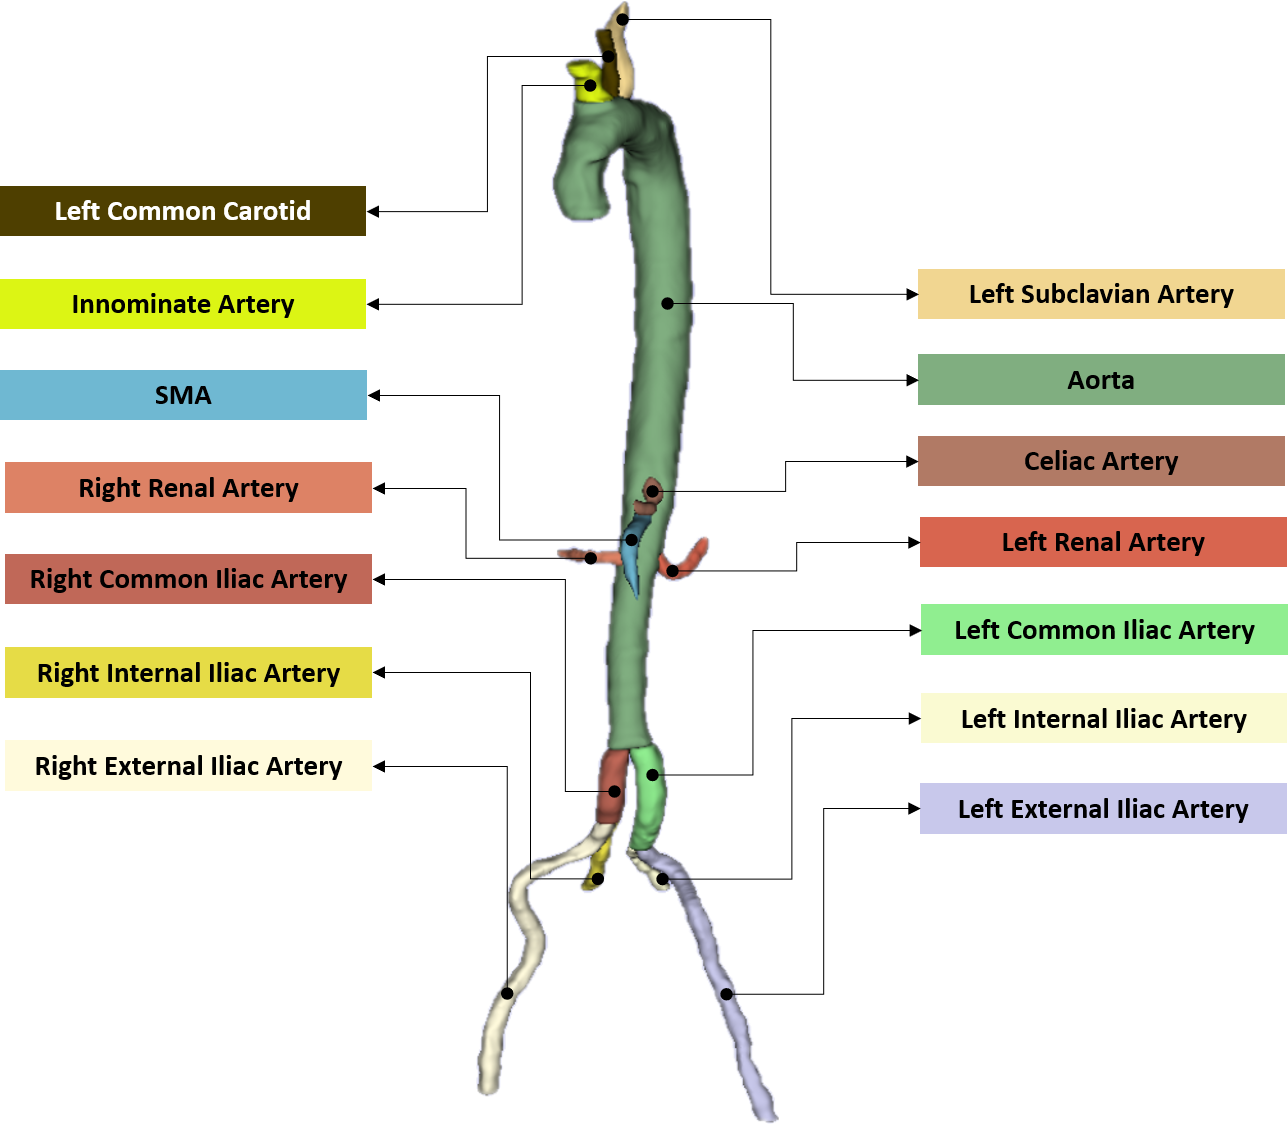 Left Common Carotid
Innominate Artery
SMA
Right Renal Artery
Right Common Iliac Artery
Right Internal Iliac Artery
Right External Iliac Artery
Left Subclavian Artery
Aorta
Celiac Artery
Left Renal Artery
Left Common Iliac Artery
Left Internal Iliac Artery
Left External Iliac Artery